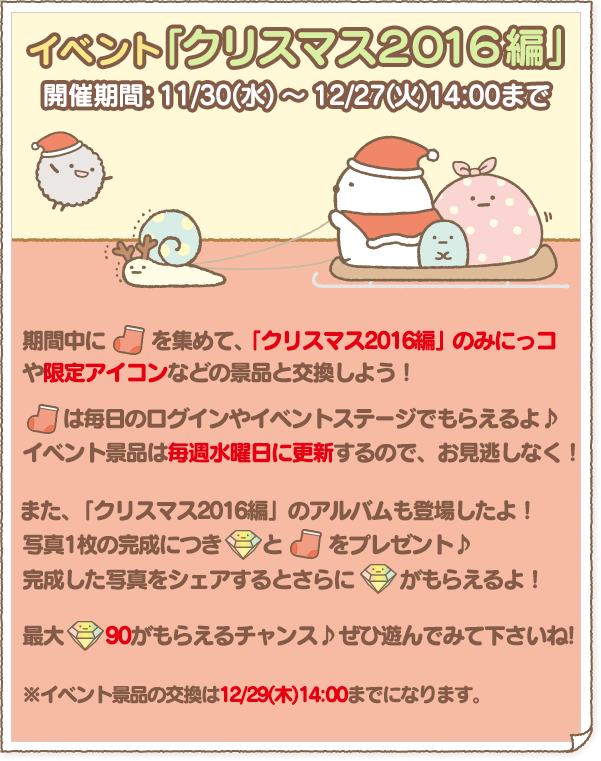 イベント「クリスマス2016編」
開催期間: 11/30(水) ～ 12/27(火)14:00まで
期間中に を集めて、「クリスマス2016編」のみにっコ
や限定アイコンなどの景品と交換しよう！
は毎日のログインやイベントステージでもらえるよ♪
イベント景品は毎週水曜日に更新するので、お見逃しなく！
また、「クリスマス2016編」のアルバムも登場したよ！
写真1枚の完成につき と をプレゼント♪
完成した写真をシェアするとさらに がもらえるよ！
最大 90がもらえるチャンス♪ぜひ遊んでみて下さいね!
※イベント景品の交換は12/29(木)14:00までになります。